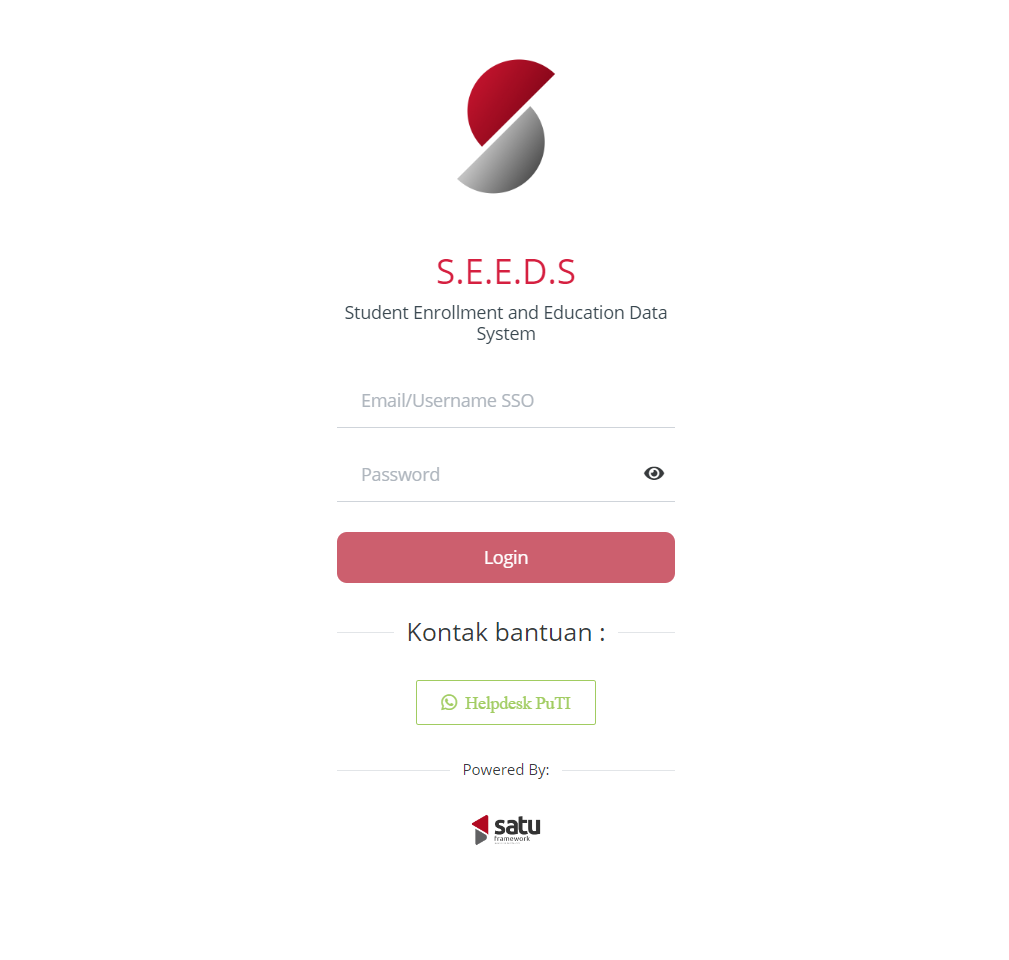 S.E.E.D.S
Student Enrollment and Education Data
System
Email/Username SSO
Password
Login
Kontak bantuan :
Helpdesk PuTI
Powered By:
satu
framework